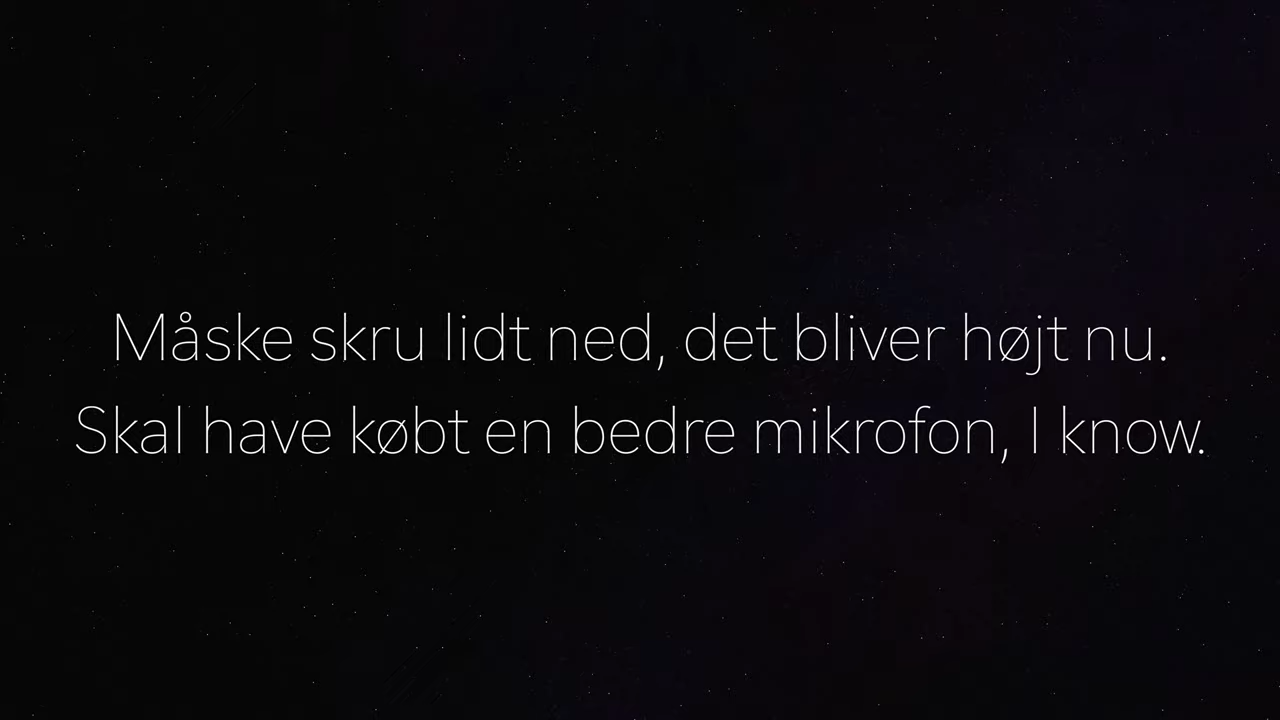 Måske skru lidt ned, det bliver højt nu.
Skal have købt en bedre mikrofon, I know.